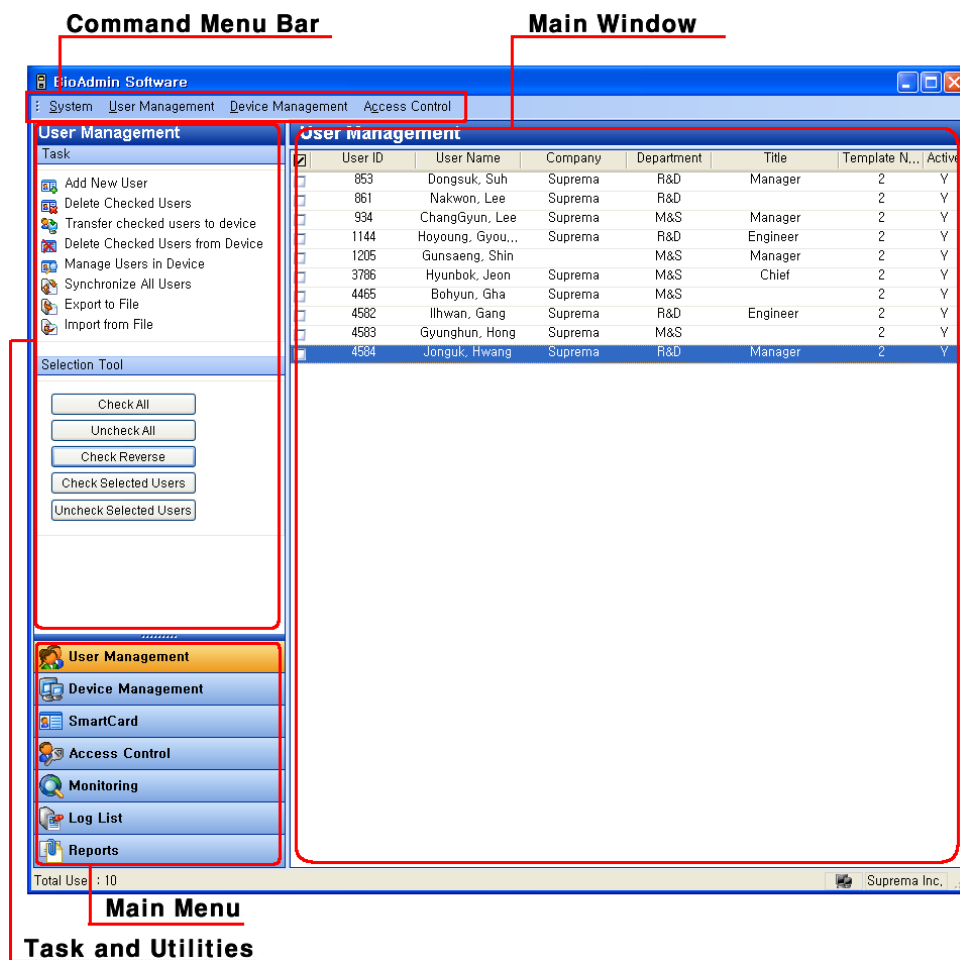 Command Menu Bar
Main Window
BioAdmin Software
System User Management Device Management Access Control
User Management
Task
Add New User
Delete Checked Users
Transfer checked users to device
Delete Checked Users from Device
Manage Users in Device
Synchronize All Users
Export to File
Import from File
Selection Tool
Check All
Uncheck All
Check Reverse
Check Selected Users
Uncheck Selected Users
User Management
Device Management
SmartCard
Access Control
Monitoring
Log List
Reports
User Management
User ID User Name Company Department Title Template N... Active
853 Dongsuk, Suh Suprema R&D Manager 2 Y
861 Nakwon, Lee Suprema R&D 2 Y
934 ChangGyun, Lee Suprema M&S Manager 2 Y
1144 Hoyoung, Gyou... Suprema R&D Engineer 2 Y
1205 Gunsaeng, Shin M&S Manager 2 Y
3786 Hyunbok, Jeon Suprema M&S Chief 2 Y
4465 Bohyun, Gha Suprema M&S 2 Y
4582 Ilhwan, Gang Suprema R&D Engineer 2 Y
4583 Gyunghun, Hong Suprema M&S 2 Y
4584 Jonguk, Hwang Suprema R&D Manager 2 Y
Total User : 10
Suprema Inc,
Main Menu
Task and Utilities